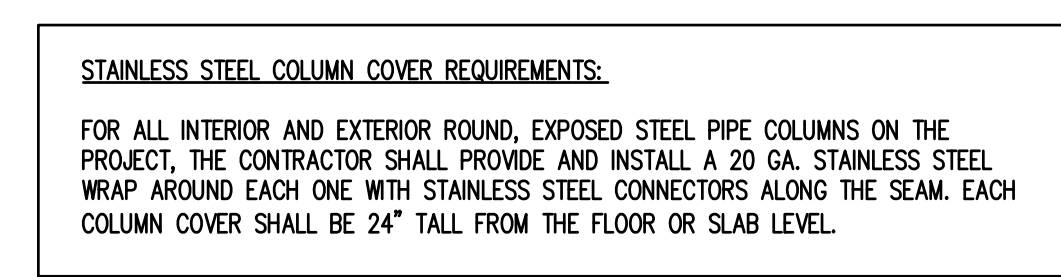 STAINLESS STEEL COLUMN COVER REQUIREMENTS:
FOR ALL INTERIOR AND EXTERIOR ROUND, EXPOSED STEEL PIPE COLUMNS ON THE
PROJECT, THE CONTRACTOR SHALL PROVIDE AND INSTALL A 20 GA. STAINLESS STEEL
WRAP AROUND EACH ONE WITH STAINLESS STEEL CONNECTORS ALONG THE SEAM. EACH
COLUMN COVER SHALL BE 24" TALL FROM THE FLOOR OR SLAB LEVEL.